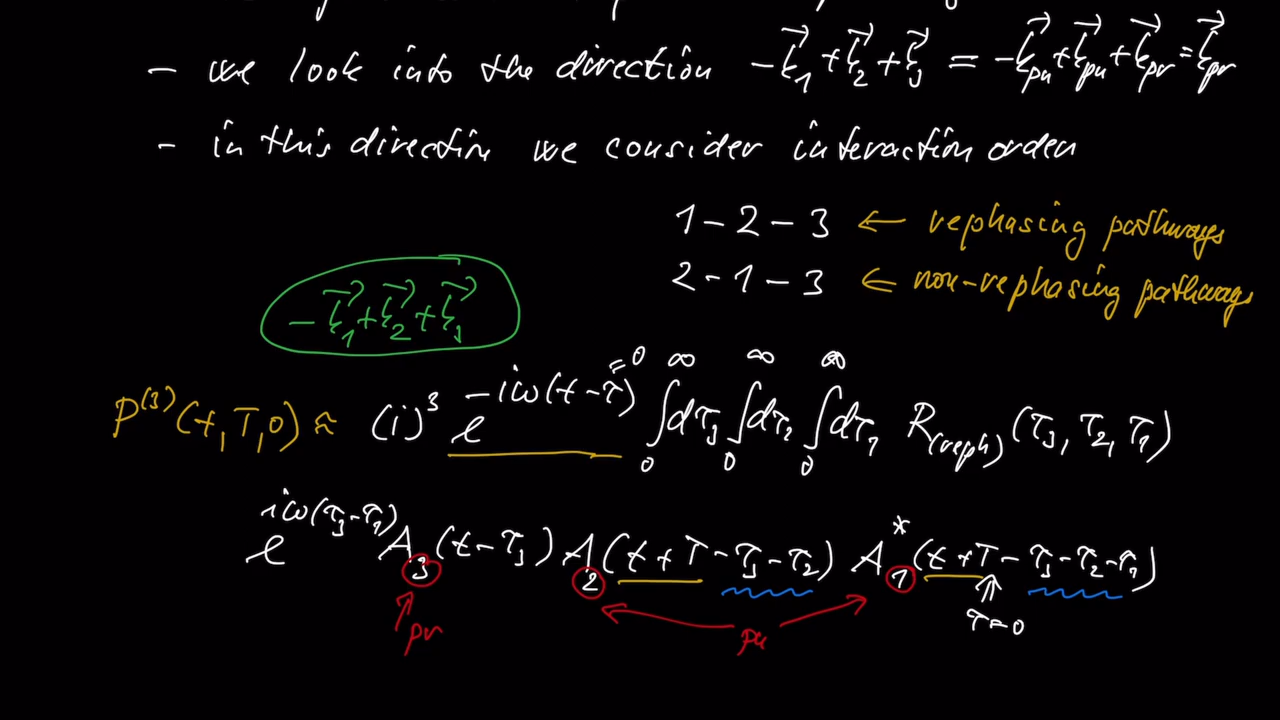 - we look into the direction -k⃗₁+k⃗₂+k⃗₃ = -k⃗pu+k⃗pu+k⃗pr=k⃗pr
- in this direction we consider interaction order
1-2-3 ← rephasing pathways
2-1-3 ← non-rephasing pathways
-k⃗₁+k⃗₂+k⃗₃
P⁽³⁾(t,T,0) ≈ (i)³ e^{-iω(t-τ)} =0 ∫₀^∞dτ₃ ∫₀^∞dτ₂ ∫₀^∞dτ₁ R_(reph)(τ₃,τ₂,τ₁)
e^{iω(τ₃-τ₁)} A₃(t-τ₃) A₂(t+T-τ₃-τ₂) A₁*(t+T-τ₃-τ₂-τ₁)
pr pu τ=0